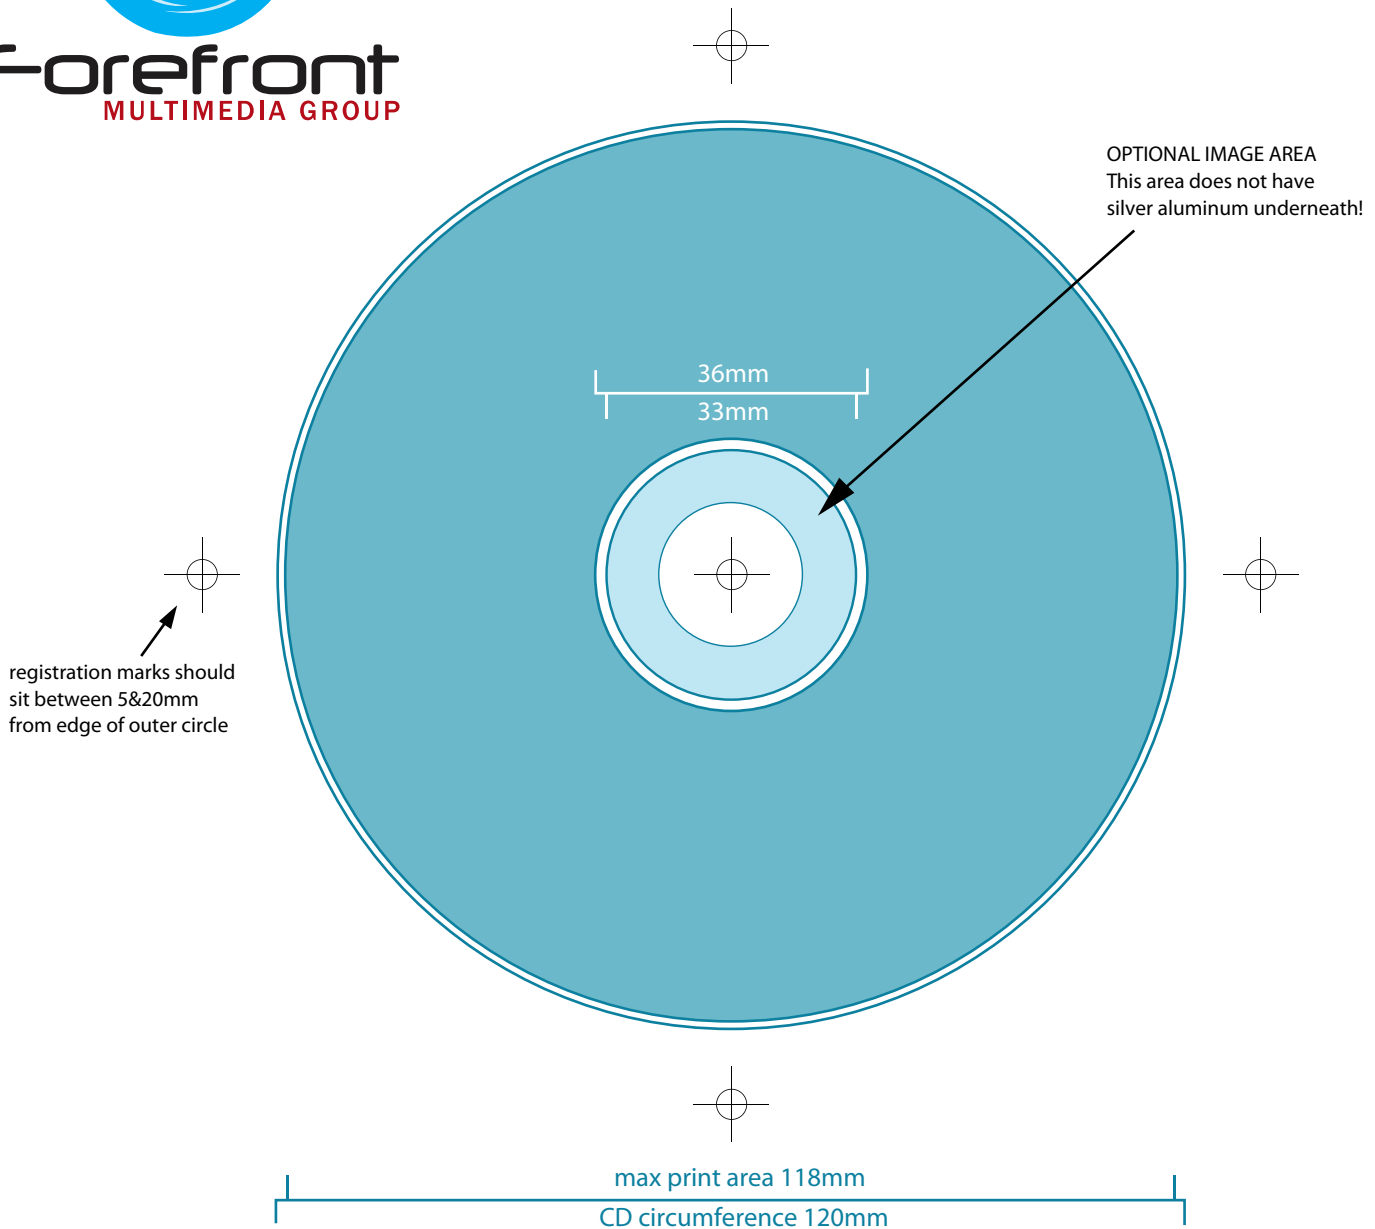 forefront
MULTIMEDIA GROUP
OPTIONAL IMAGE AREA
This area does not have
silver aluminum underneath!
36mm
33mm
registration marks should
sit between 5&20mm
from edge of outer circle
max print area 118mm
CD circumference 120mm